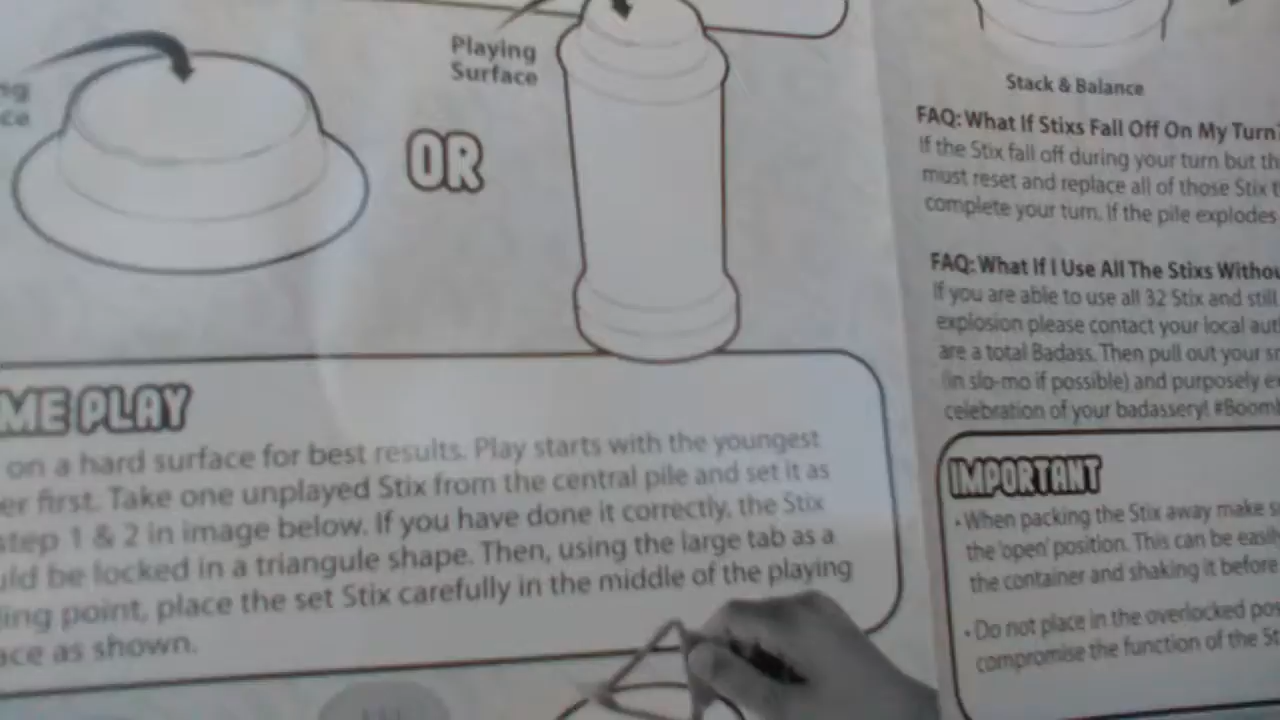 Playing
Surface
ng
ce
OR
ME PLAY
on a hard surface for best results. Play starts with the youngest
er first. Take one unplayed Stix from the central pile and set it as
step 1 & 2 in image below. If you have done it correctly, the Stix
uld be locked in a triangule shape. Then, using the large tab as a
ling point, place the set Stix carefully in the middle of the playing
ace as shown.
Stack & Balance
FAQ: What If Stixs Fall Off On My Turn?
If the Stix fall off during your turn but th
must reset and replace all of those Stix t
complete your turn. If the pile explodes
FAQ: What If I Use All The Stixs Withou
If you are able to use all 32 Stix and still
explosion please contact your local aut
are a total Badass. Then pull out your sm
(in slo-mo if possible) and purposely ex
celebration of your badassery! #Boom
IMPORTANT
• When packing the Stix away make s
the 'open' position. This can be easily
the container and shaking it before
• Do not place in the overlocked pos
compromise the function of the St